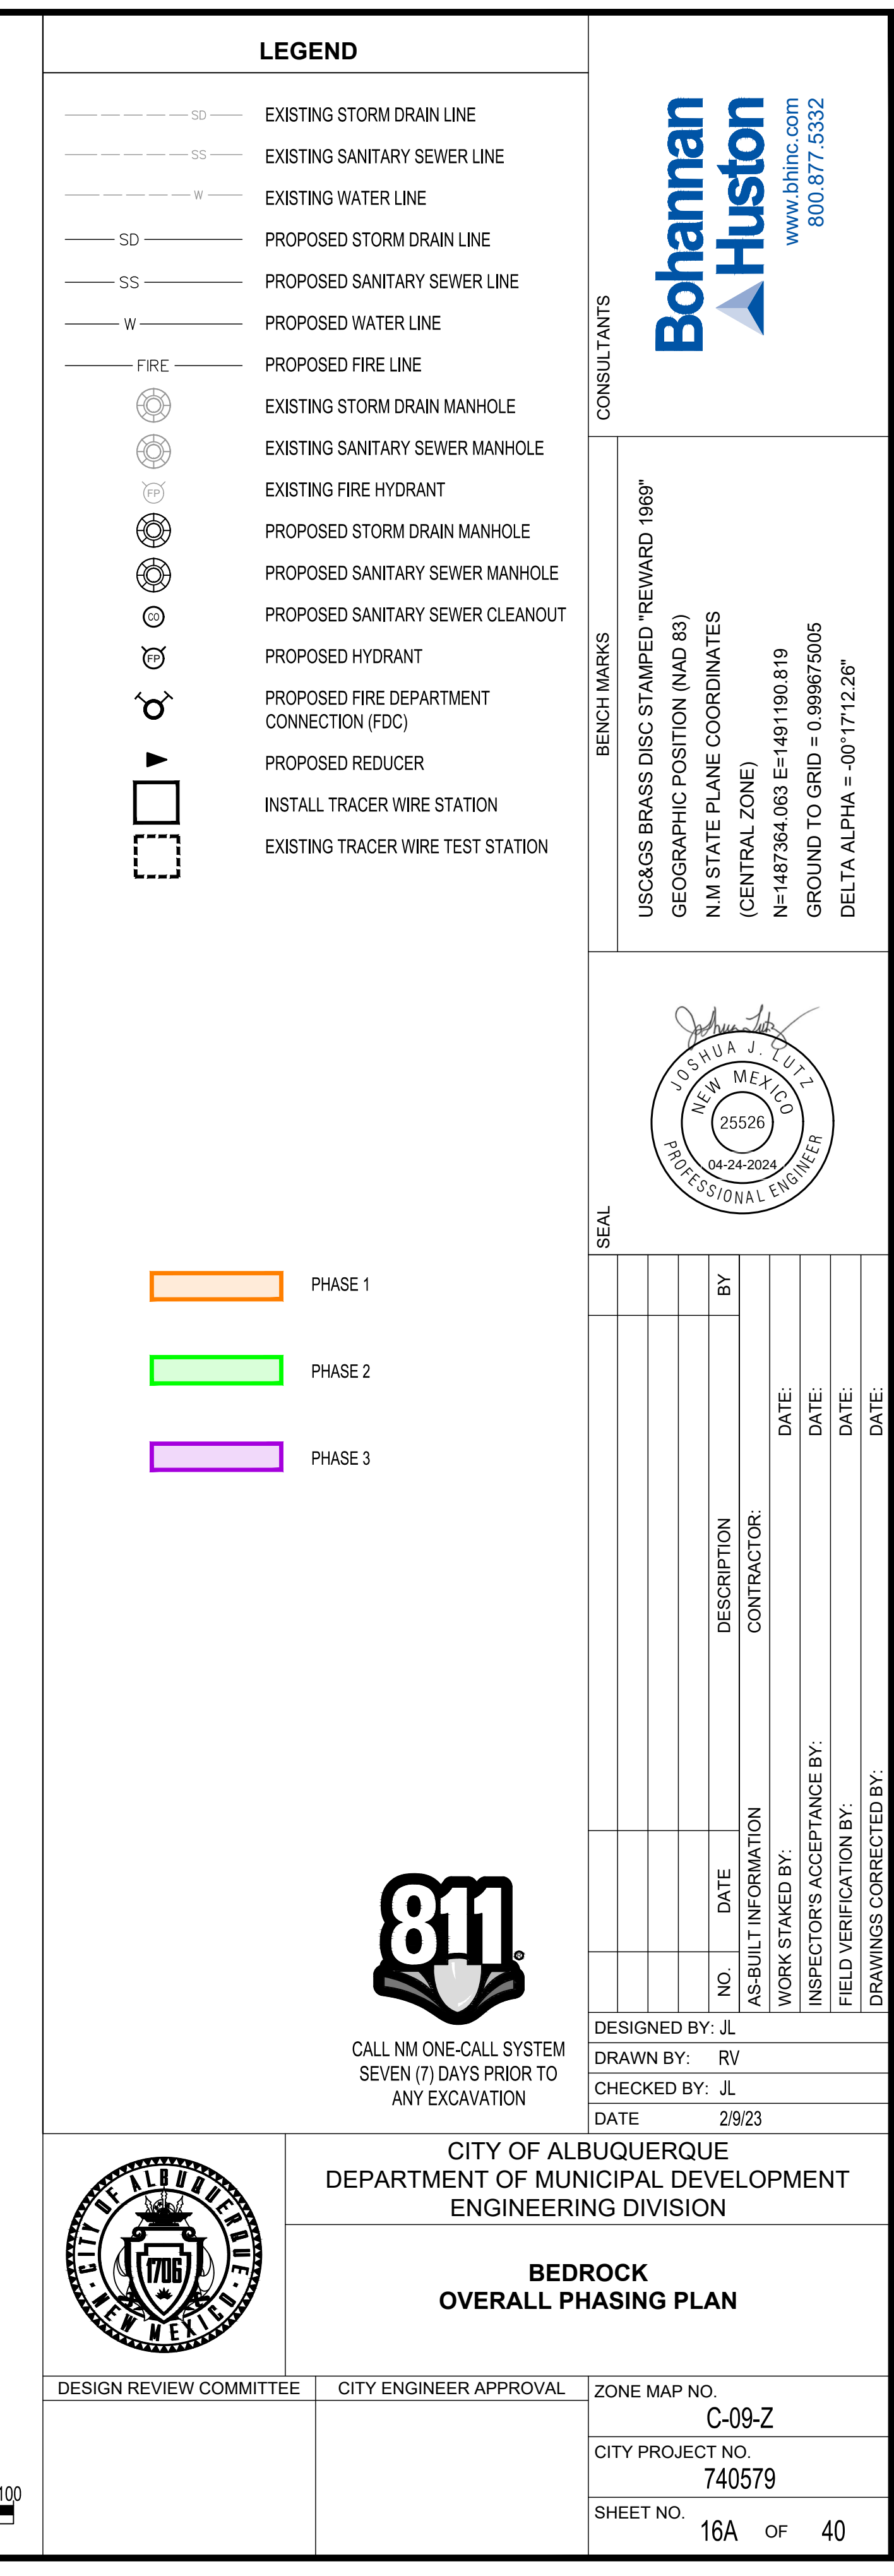 LEGEND
SD EXISTING STORM DRAIN LINE
SS EXISTING SANITARY SEWER LINE
W EXISTING WATER LINE
SD PROPOSED STORM DRAIN LINE
SS PROPOSED SANITARY SEWER LINE
W PROPOSED WATER LINE
FIRE PROPOSED FIRE LINE
EXISTING STORM DRAIN MANHOLE
EXISTING SANITARY SEWER MANHOLE
FP EXISTING FIRE HYDRANT
PROPOSED STORM DRAIN MANHOLE
PROPOSED SANITARY SEWER MANHOLE
CO PROPOSED SANITARY SEWER CLEANOUT
FP PROPOSED HYDRANT
PROPOSED FIRE DEPARTMENT
CONNECTION (FDC)
PROPOSED REDUCER
INSTALL TRACER WIRE STATION
EXISTING TRACER WIRE TEST STATION
PHASE 1
PHASE 2
PHASE 3
811
CALL NM ONE-CALL SYSTEM
SEVEN (7) DAYS PRIOR TO
ANY EXCAVATION
CONSULTANTS
Bohannan
Huston
www.bhinc.com
800.877.5332
BENCH MARKS
USC&GS BRASS DISC STAMPED "REWARD 1969"
GEOGRAPHIC POSITION (NAD 83)
N.M STATE PLANE COORDINATES
(CENTRAL ZONE)
N=1487364.063 E=1491190.819
GROUND TO GRID = 0.999675005
DELTA ALPHA = -00°17'12.26"
SEAL
Joshua Lutz
JOSHUA J. LUTZ
NEW MEXICO
25526
04-24-2024
PROFESSIONAL ENGINEER
NO. DATE DESCRIPTION BY
AS-BUILT INFORMATION CONTRACTOR:
WORK STAKED BY: DATE:
INSPECTOR'S ACCEPTANCE BY: DATE:
FIELD VERIFICATION BY: DATE:
DRAWINGS CORRECTED BY: DATE:
DESIGNED BY: JL
DRAWN BY: RV
CHECKED BY: JL
DATE 2/9/23
CITY OF ALBUQUERQUE
NEW MEXICO
1706
CITY OF ALBUQUERQUE
DEPARTMENT OF MUNICIPAL DEVELOPMENT
ENGINEERING DIVISION
BEDROCK
OVERALL PHASING PLAN
DESIGN REVIEW COMMITTEE
CITY ENGINEER APPROVAL
ZONE MAP NO.
C-09-Z
CITY PROJECT NO.
740579
SHEET NO.
16A OF 40
100